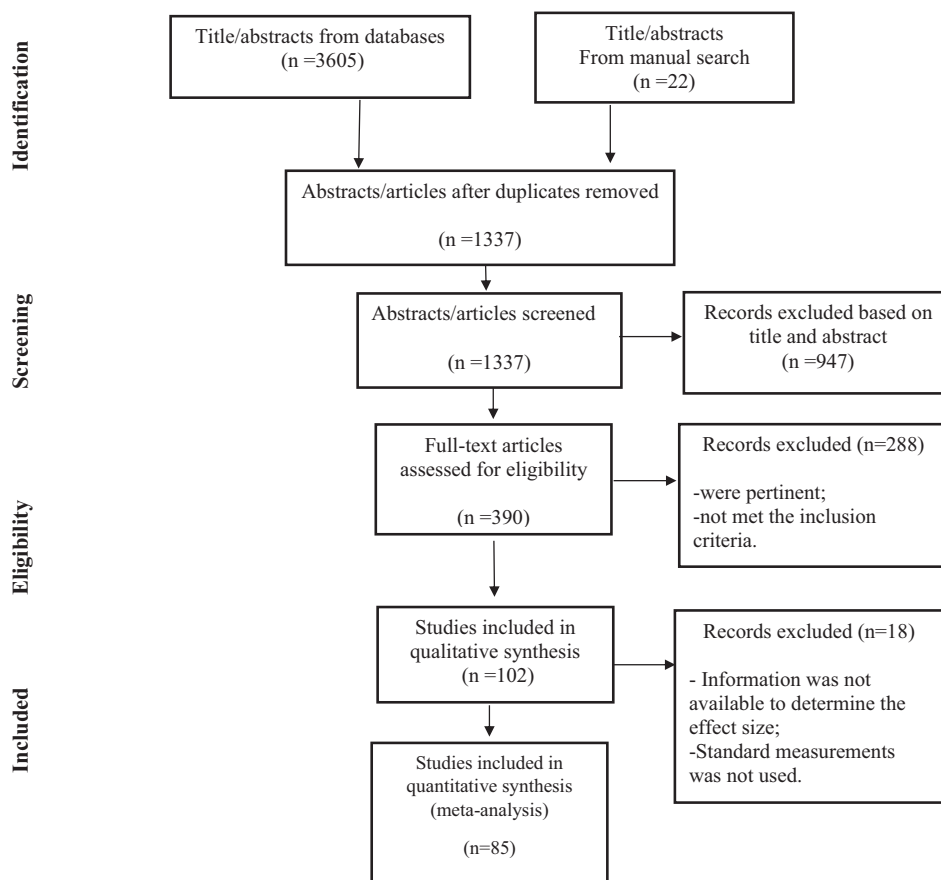 Identification
Title/abstracts from databases
(n =3605)
Title/abstracts
From manual search
(n =22)
Abstracts/articles after duplicates removed
(n =1337)
Screening
Abstracts/articles screened
(n =1337)
Records excluded based on
title and abstract
(n =947)
Eligibility
Full-text articles
assessed for eligibility
(n =390)
Records excluded (n=288)
-were pertinent;
-not met the inclusion
criteria.
Included
Studies included in
qualitative synthesis
(n =102)
Records excluded (n=18)
- Information was not
available to determine the
effect size;
-Standard measurements
was not used.
Studies included in
quantitative synthesis
(meta-analysis)
(n=85)